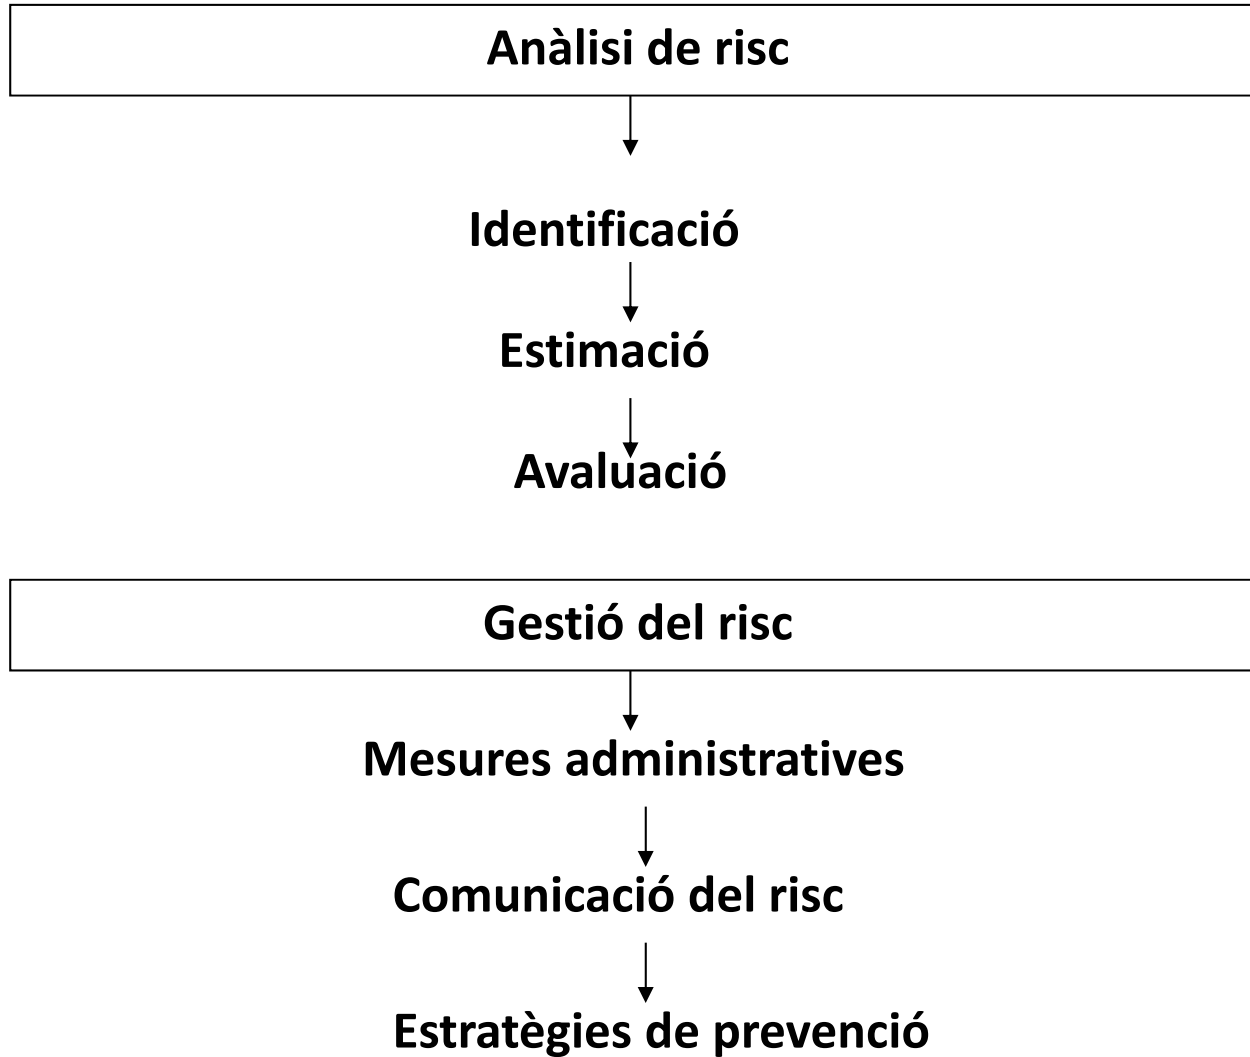 Anàlisi de risc
Identificació
Estimació
Avaluació
Gestió del risc
Mesures administratives
Comunicació del risc
Estratègies de prevenció